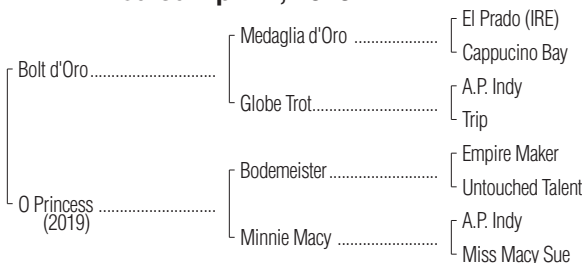 El Prado (IRE)
Medaglia d'Oro ........................
Cappucino Bay
Bolt d'Oro............................
A.P. Indy
Globe Trot............................
Trip
Empire Maker
Bodemeister ........................
Untouched Talent
O Princess ..........................
(2019)
A.P. Indy
Minnie Macy ......................
Miss Macy Sue